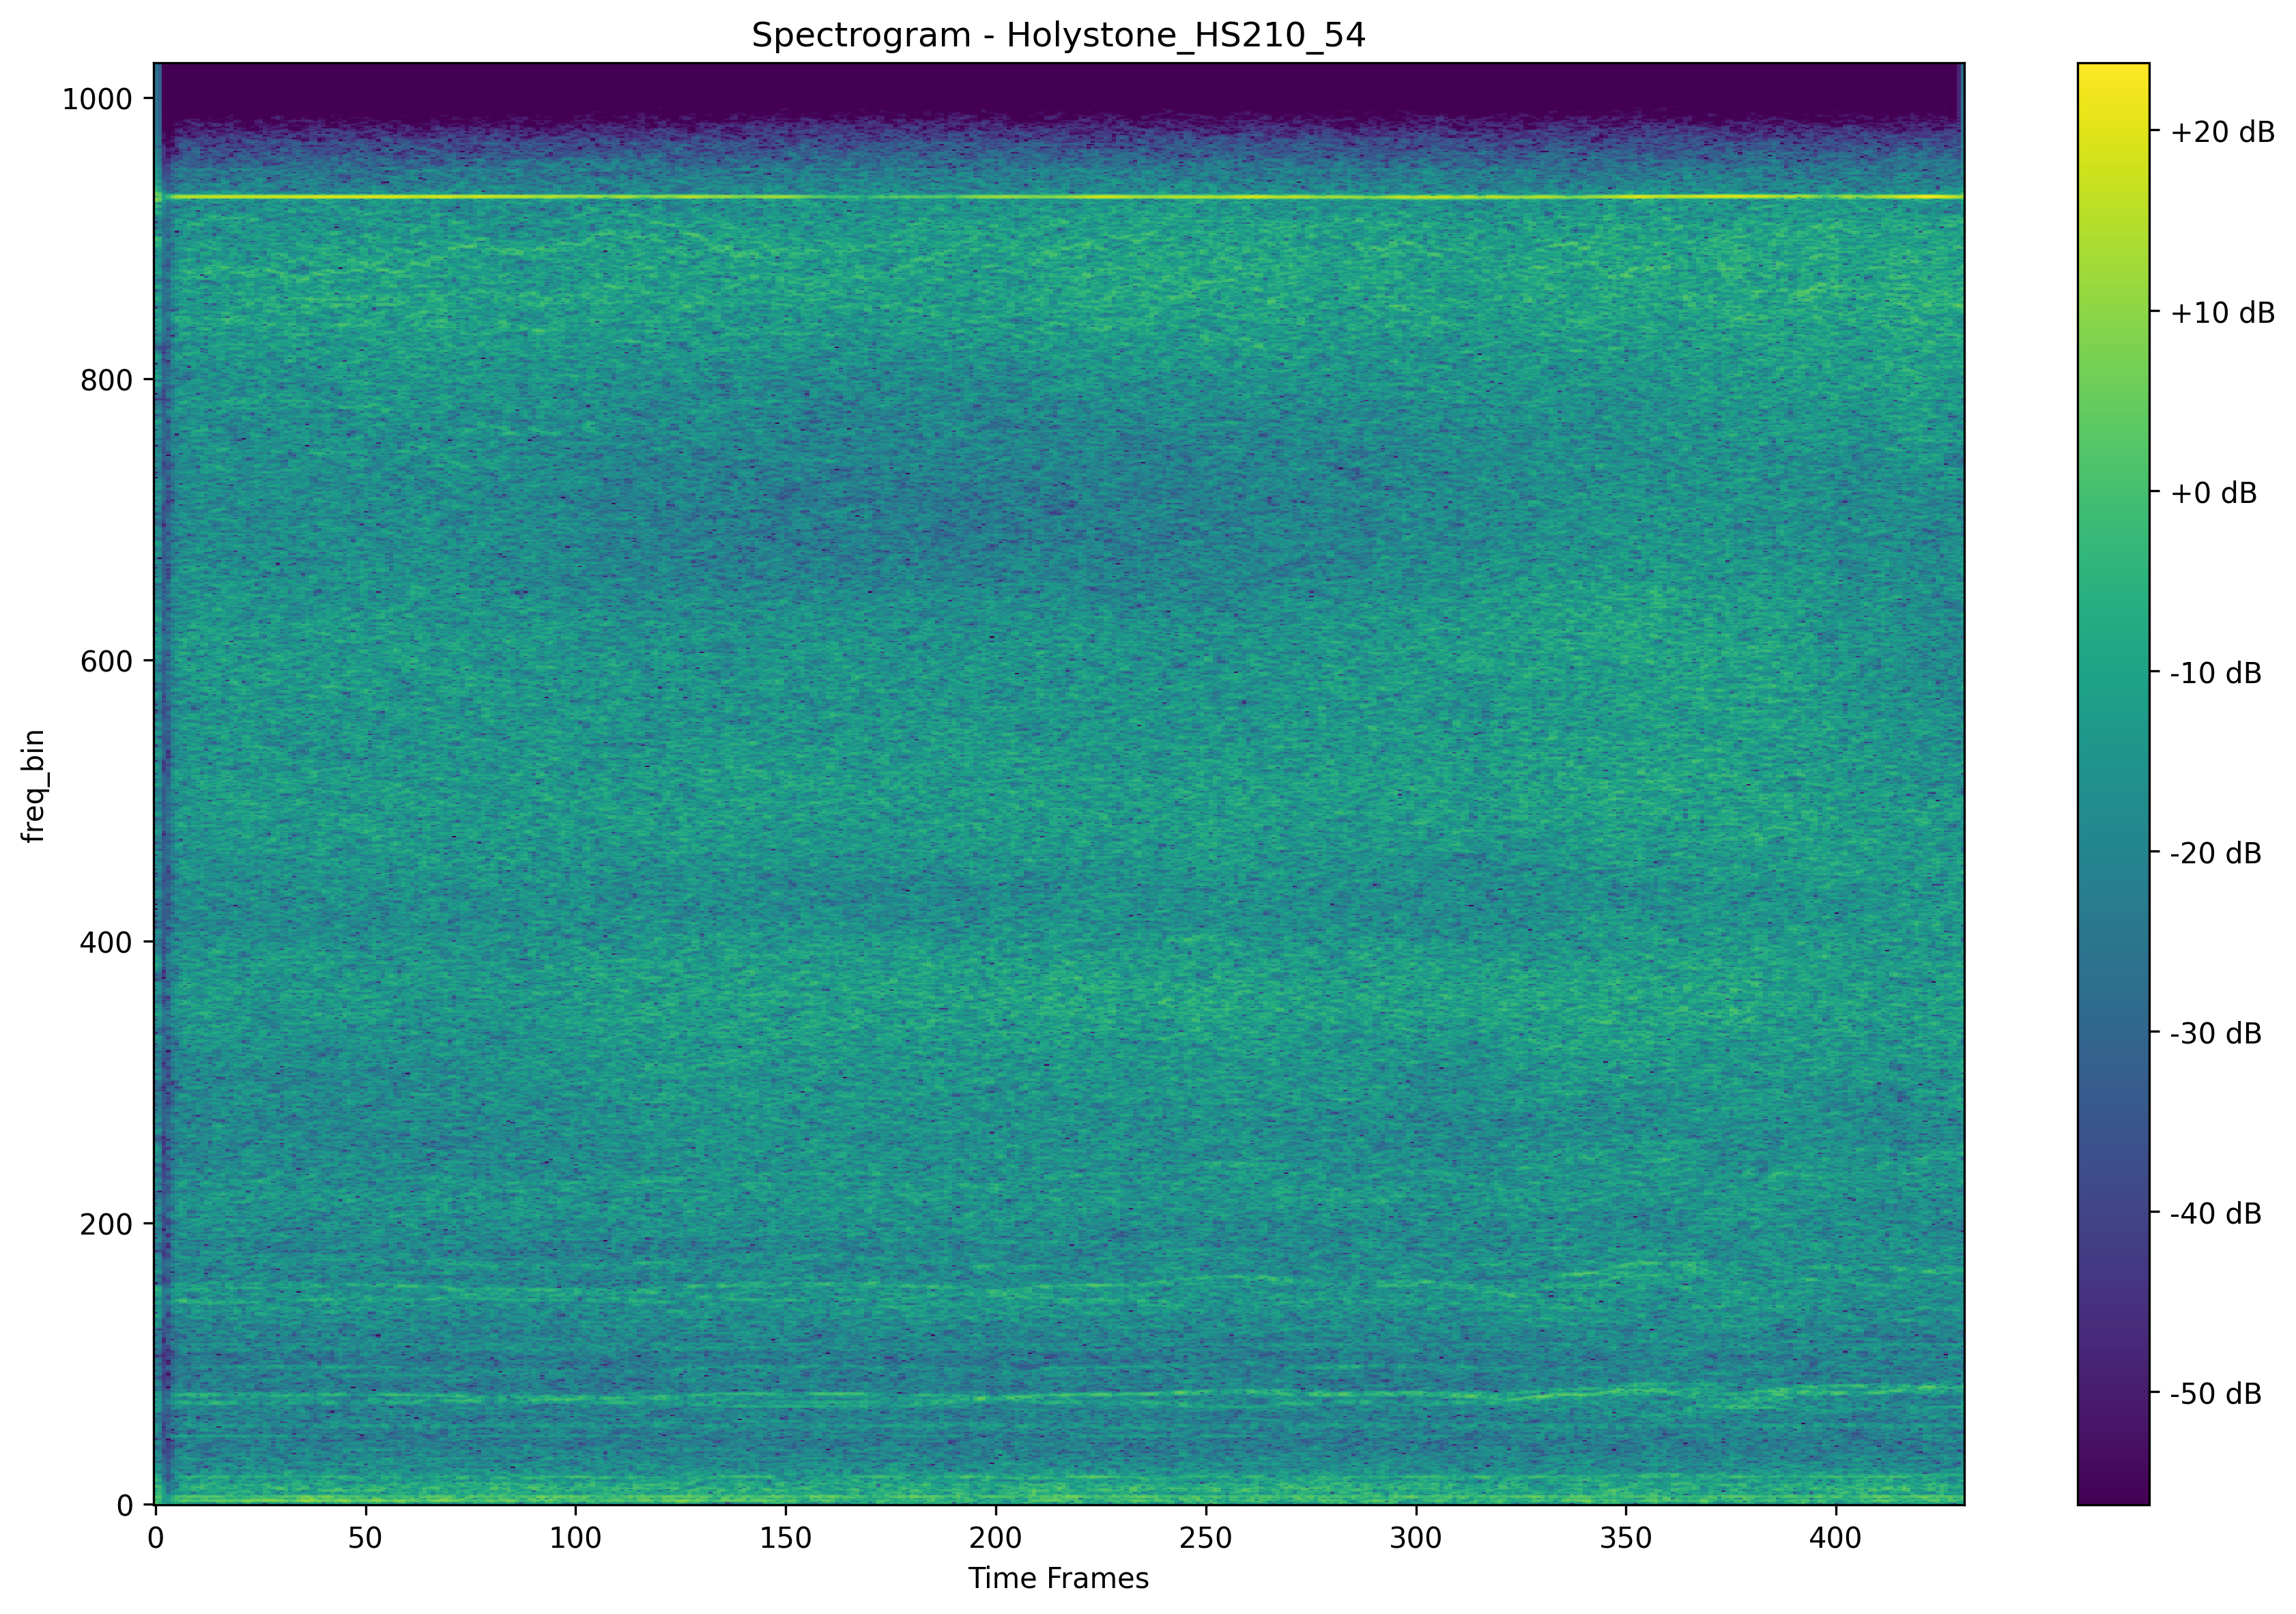 Spectrogram - Holystone_HS210_54
1000
800
600
400
200
0
freq_bin
0 50 100 150 200 250 300 350 400
Time Frames
+20 dB
+10 dB
+0 dB
-10 dB
-20 dB
-30 dB
-40 dB
-50 dB